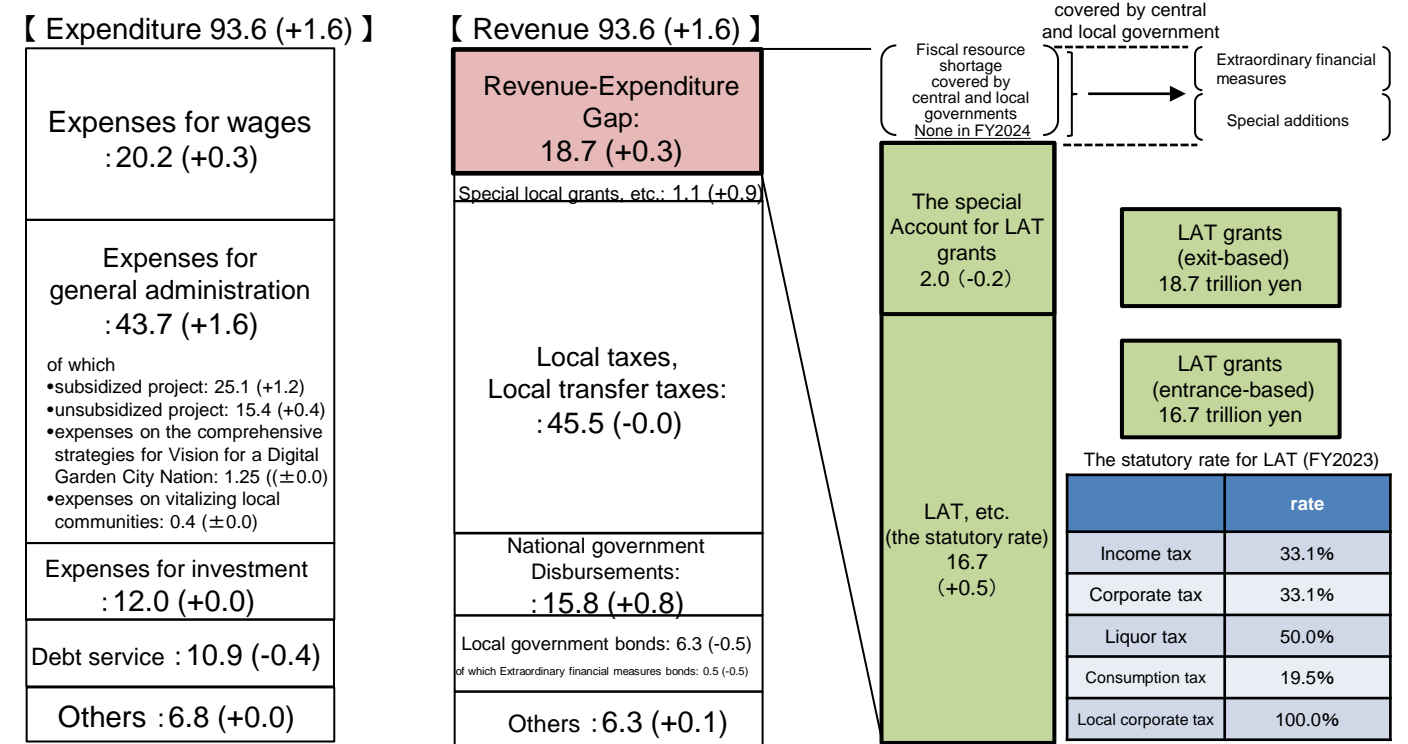 【 Expenditure 93.6 (+1.6) 】
Expenses for wages
：20.2 (+0.3)
Expenses for
general administration
：43.7 (+1.6)
of which
•subsidized project: 25.1 (+1.2)
•unsubsidized project: 15.4 (+0.4)
•expenses on the comprehensive
strategies for Vision for a Digital
Garden City Nation: 1.25 ((±0.0)
•expenses on vitalizing local
communities: 0.4 (±0.0)
Expenses for investment
：12.0 (+0.0)
Debt service：10.9 (-0.4)
Others：6.8 (+0.0)
【 Revenue 93.6 (+1.6) 】
Revenue-Expenditure
Gap:
18.7 (+0.3)
Special local grants, etc.: 1.1 (+0.9)
Local taxes,
Local transfer taxes:
：45.5 (-0.0)
National government
Disbursements:
：15.8 (+0.8)
Local government bonds: 6.3 (-0.5)
of which Extraordinary financial measures bonds: 0.5 (-0.5)
Others：6.3 (+0.1)
Fiscal resource
shortage
covered by
central and local
governments
None in FY2024
The special
Account for LAT
grants
2.0（-0.2）
LAT, etc.
(the statutory rate)
16.7
（+0.5）
covered by central
and local government
Extraordinary financial
measures
Special additions
LAT grants
(exit-based)
18.7 trillion yen
LAT grants
(entrance-based)
16.7 trillion yen
The statutory rate for LAT (FY2023)
rate
Income tax 33.1%
Corporate tax 33.1%
Liquor tax 50.0%
Consumption tax 19.5%
Local corporate tax 100.0%